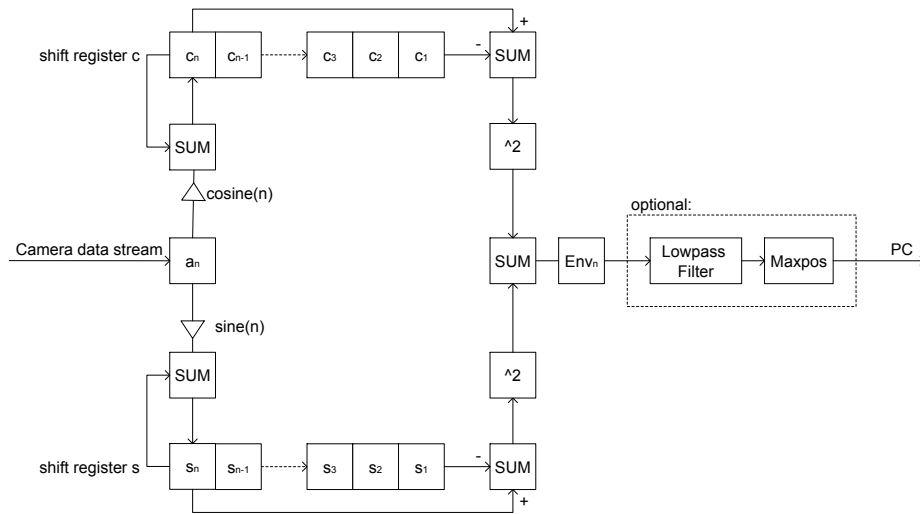 +
shift register c
cₙ cₙ₋₁ c₃ c₂ c₁ - SUM
SUM ^2
cosine(n)
optional:
Camera data stream aₙ SUM Envₙ Lowpass Filter Maxpos PC
sine(n)
SUM ^2
shift register s
sₙ sₙ₋₁ s₃ s₂ s₁ - SUM
+